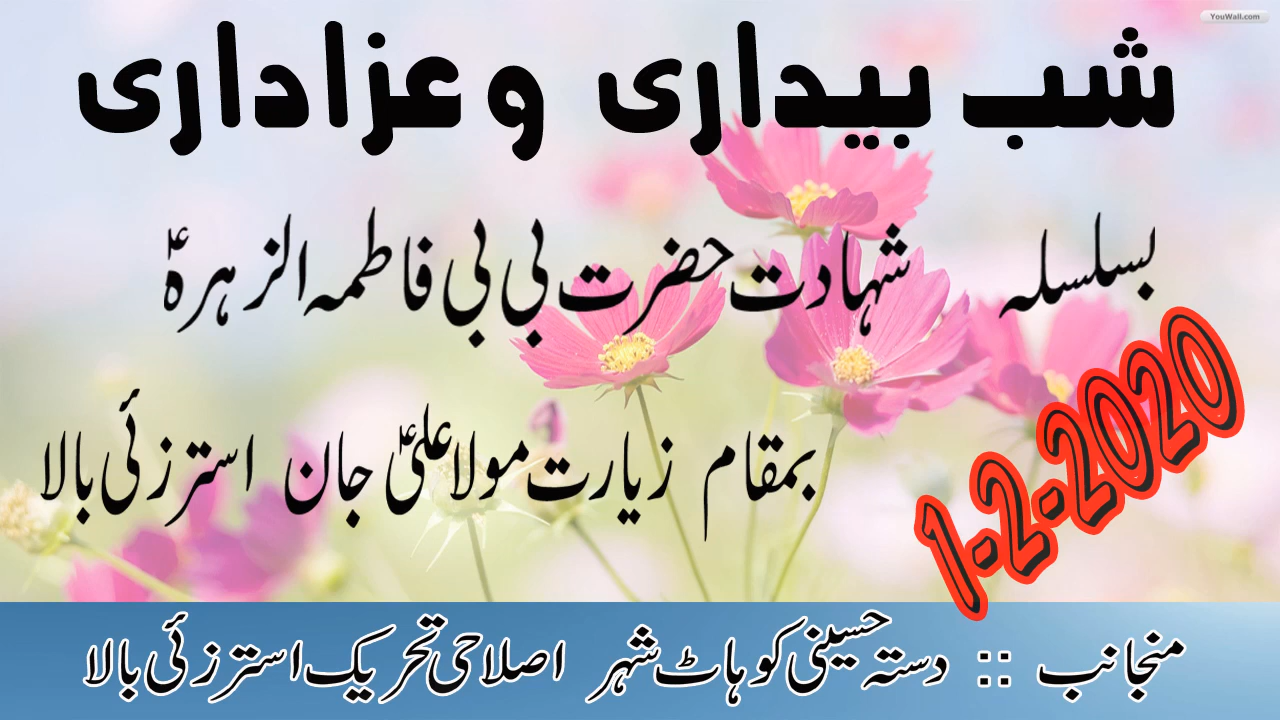 YouWall.com
شب بیداری و عزاداری
بسلسلہ شہادت حضرت بی بی فاطمہ الزہرہؑ
بمقام زیارت مولا علیؑ جان استرزئی بالا
1-2-2020
منجانب :: دستہ حسینی کوہاٹ شہر اصلاحی تحریک استرزئی بالا